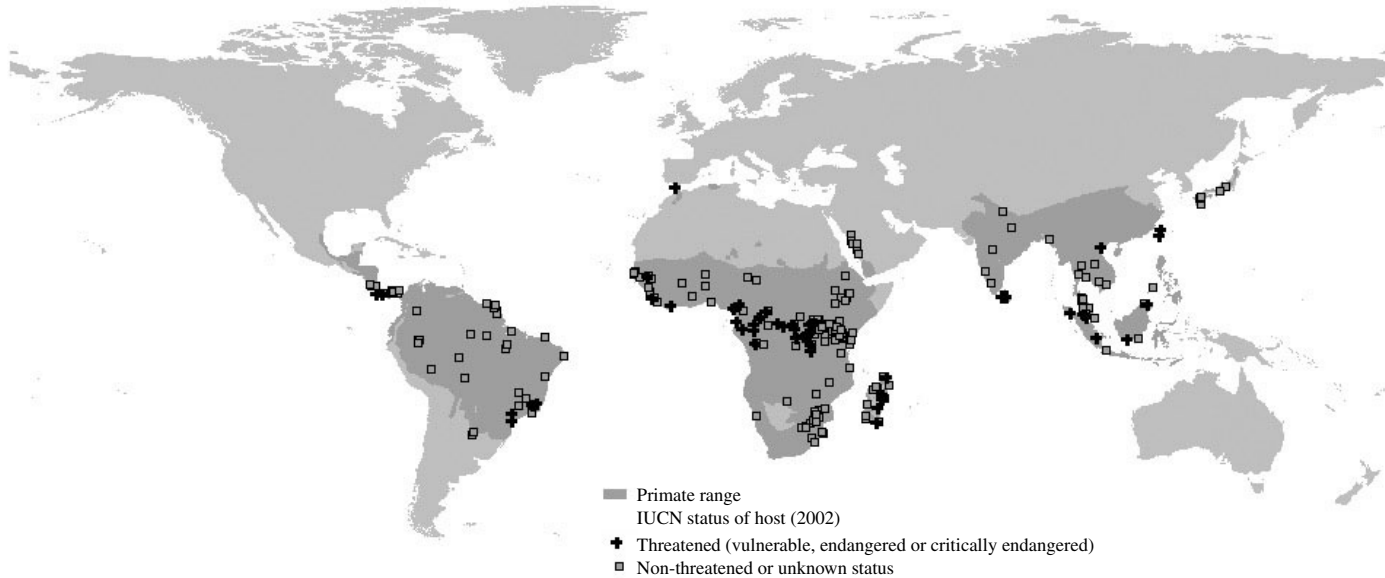 Primate range
IUCN status of host (2002)
Threatened (vulnerable, endangered or critically endangered)
Non-threatened or unknown status